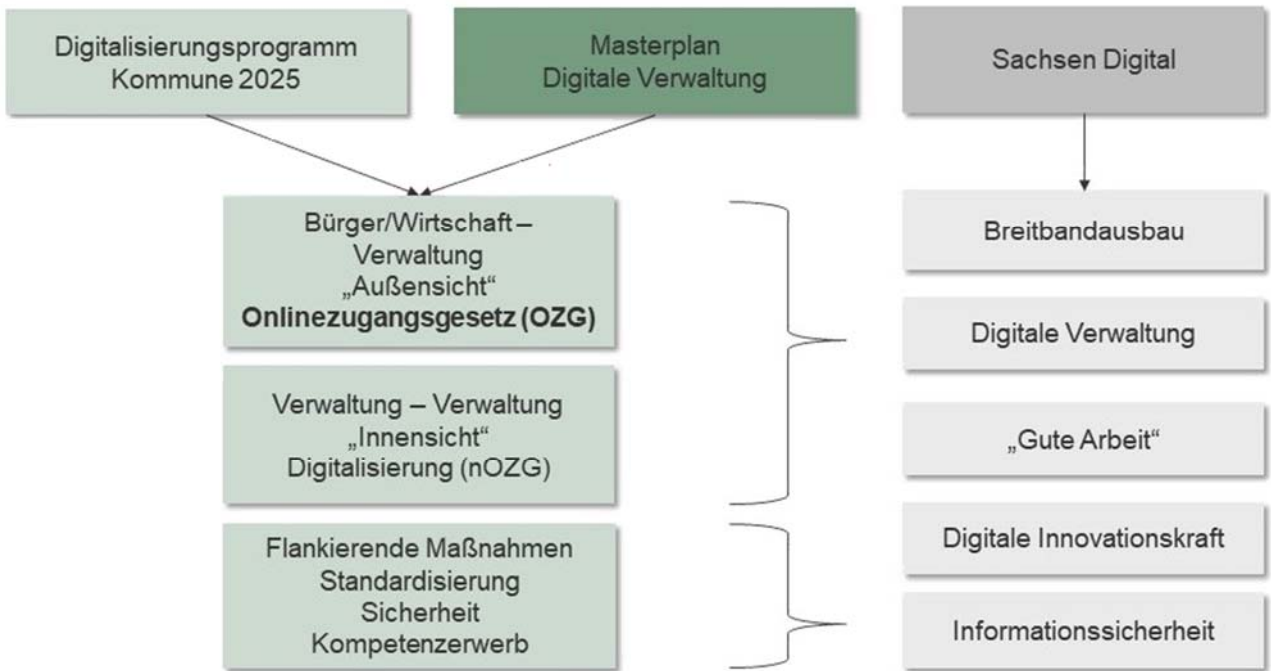 Digitalisierungsprogramm
Kommune 2025
Masterplan
Digitale Verwaltung
Sachsen Digital
Bürger/Wirtschaft –
Verwaltung
„Außensicht“
Onlinezugangsgesetz (OZG)
Verwaltung – Verwaltung
„Innensicht“
Digitalisierung (nOZG)
Flankierende Maßnahmen
Standardisierung
Sicherheit
Kompetenzerwerb
Breitbandausbau
Digitale Verwaltung
„Gute Arbeit“
Digitale Innovationskraft
Informationssicherheit